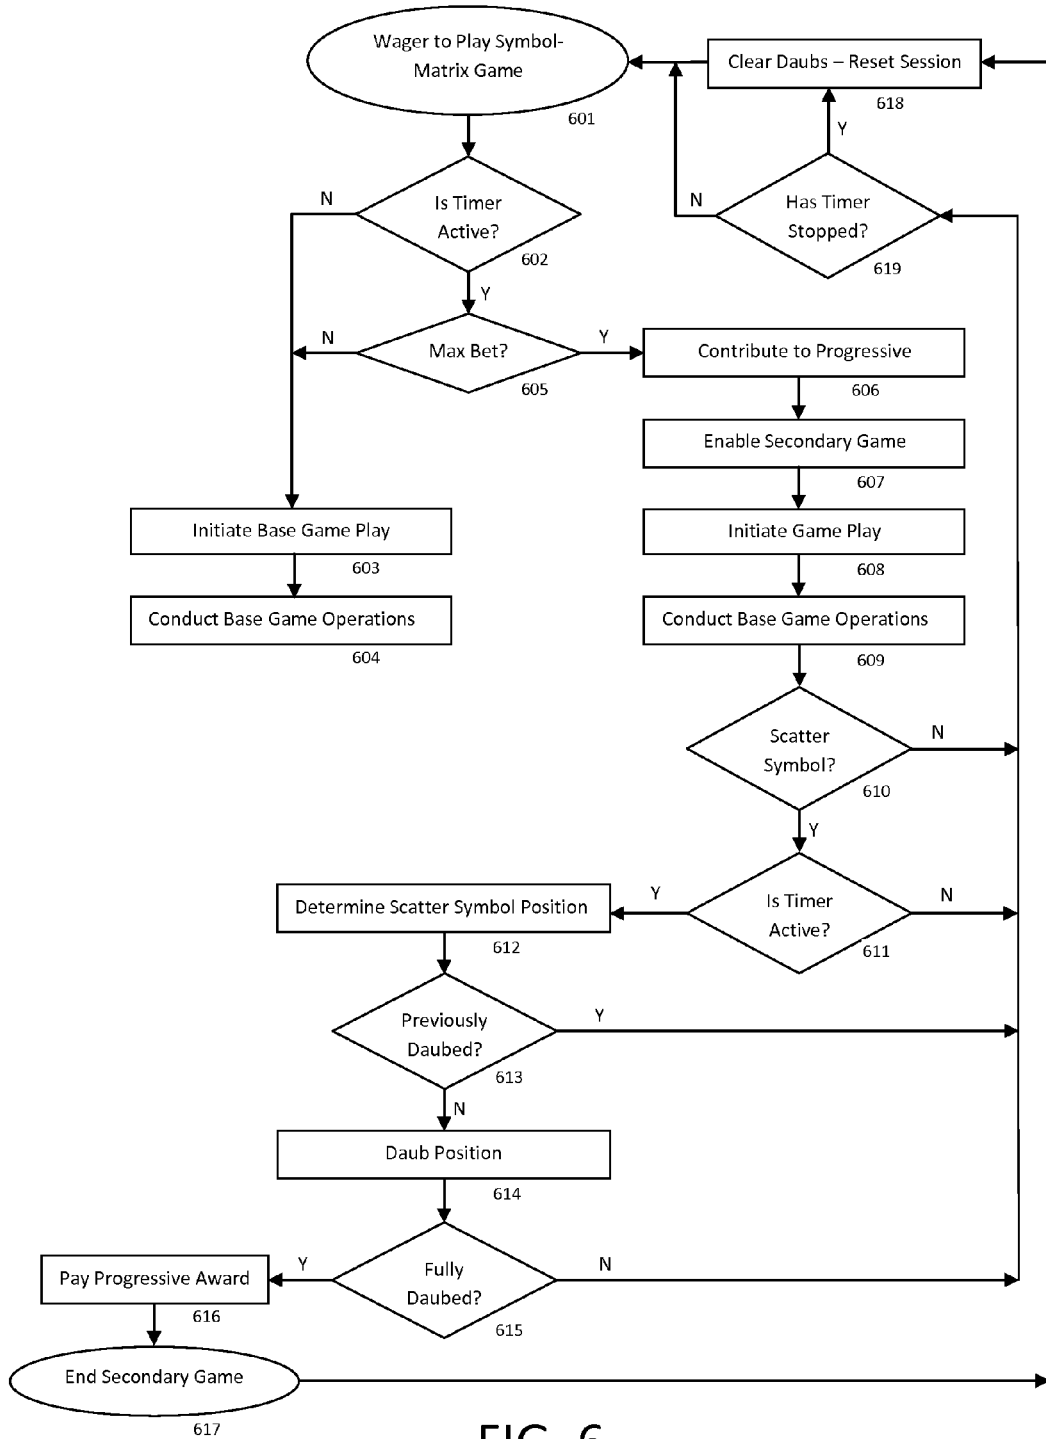 Wager to Play Symbol-
Matrix Game
601
Clear Daubs – Reset Session
618
Y
Has Timer
Stopped?
N
619
Is Timer
Active?
N
602
Y
Max Bet?
N
Y
605
Contribute to Progressive
606
Enable Secondary Game
607
Initiate Base Game Play
603
Initiate Game Play
608
Conduct Base Game Operations
604
Conduct Base Game Operations
609
Scatter
Symbol?
N
610
Y
Is Timer
Active?
Y
N
611
Determine Scatter Symbol Position
612
Previously
Daubed?
Y
613
N
Daub Position
614
Fully
Daubed?
Y
N
615
Pay Progressive Award
616
End Secondary Game
617
FIG. 6